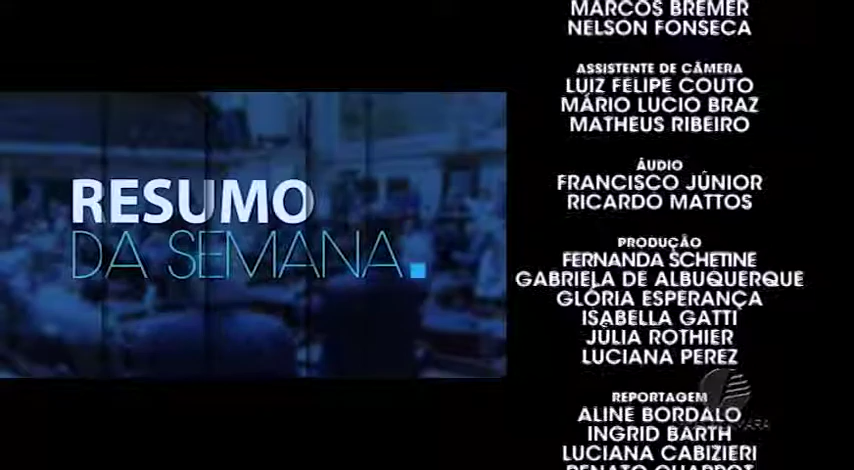 RESUMO
DA SEMANA.
MARCOS BREMER
NELSON FONSECA
ASSISTENTE DE CÂMERA
LUIZ FELIPE COUTO
MÁRIO LUCIO BRAZ
MATHEUS RIBEIRO
ÁUDIO
FRANCISCO JÚNIOR
RICARDO MATTOS
PRODUÇÃO
FERNANDA SCHETINE
GABRIELA DE ALBUQUERQUE
GLÓRIA ESPERANÇA
ISABELLA GATTI
JÚLIA ROTHIER
LUCIANA PEREZ
REPORTAGEM
ALINE BORDALO
INGRID BARTH
LUCIANA CABIZIERI
RENATO